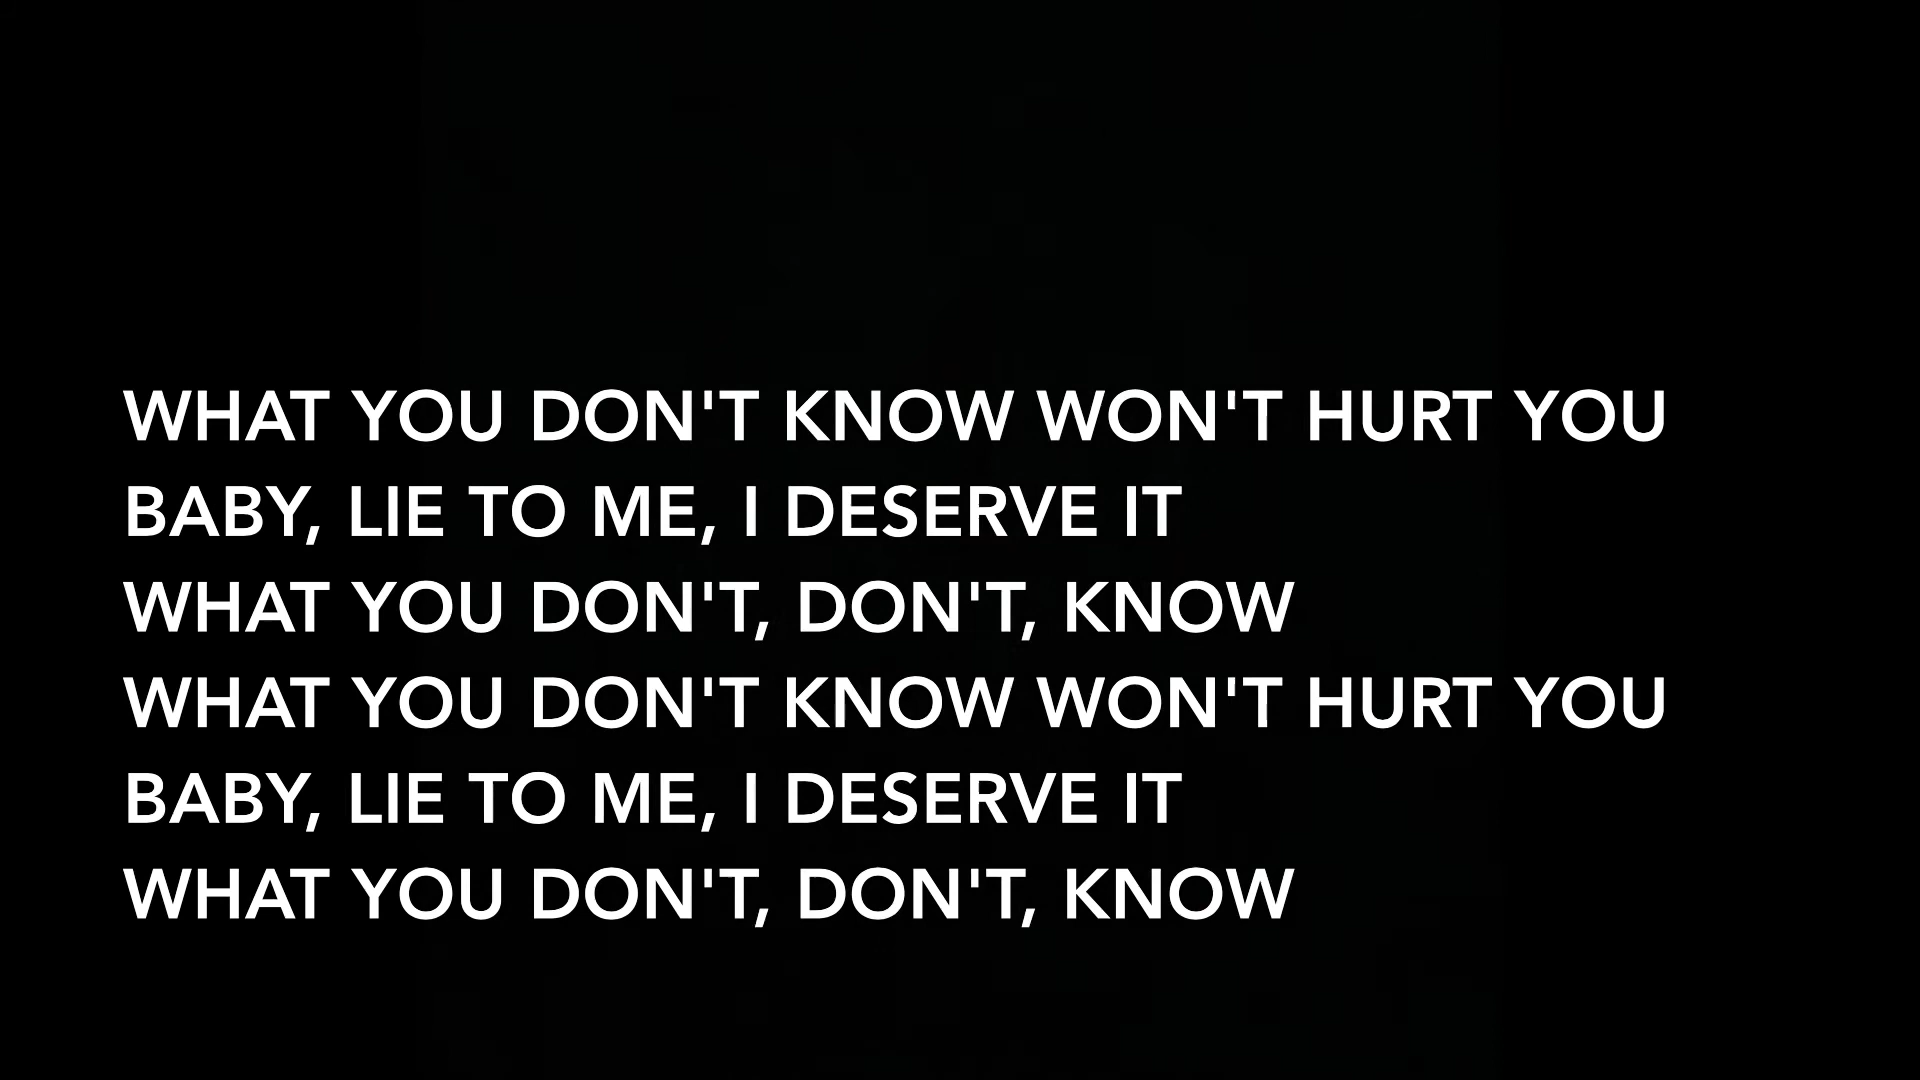 WHAT YOU DON'T KNOW WON'T HURT YOU
BABY, LIE TO ME, I DESERVE IT
WHAT YOU DON'T, DON'T, KNOW
WHAT YOU DON'T KNOW WON'T HURT YOU
BABY, LIE TO ME, I DESERVE IT
WHAT YOU DON'T, DON'T, KNOW